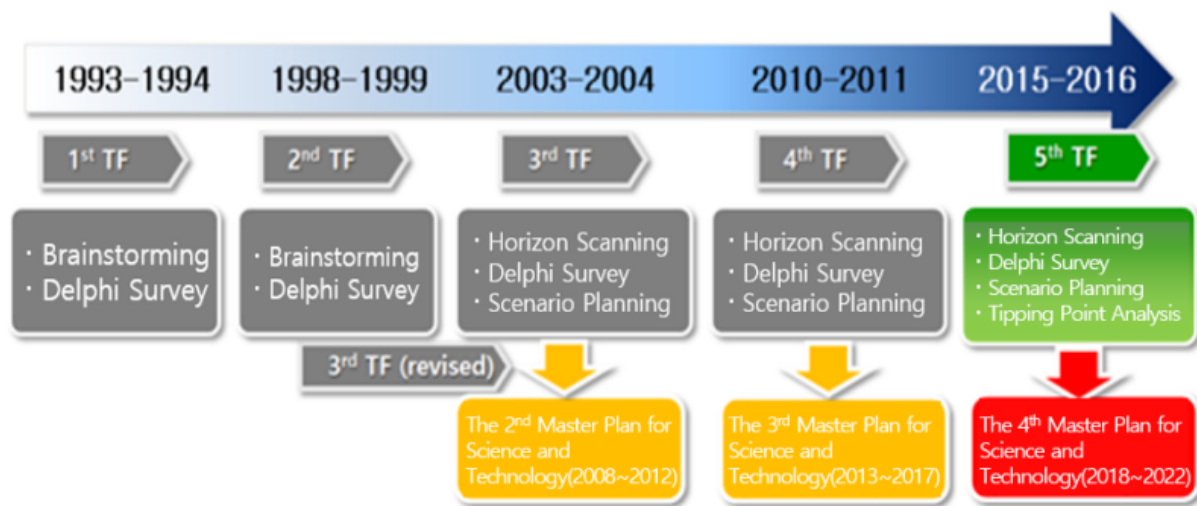 1993-1994
1998-1999
2003-2004
2010-2011
2015-2016
1st TF
2nd TF
3rd TF
4th TF
5th TF
· Brainstorming
· Delphi Survey
· Brainstorming
· Delphi Survey
· Horizon Scanning
· Delphi Survey
· Scenario Planning
· Horizon Scanning
· Delphi Survey
· Scenario Planning
· Horizon Scanning
· Delphi Survey
· Scenario Planning
· Tipping Point Analysis
3rd TF (revised)
The 2nd Master Plan for
Science and
Technology(2008~2012)
The 3rd Master Plan for
Science and
Technology(2013~2017)
The 4th Master Plan for
Science and
Technology(2018~2022)